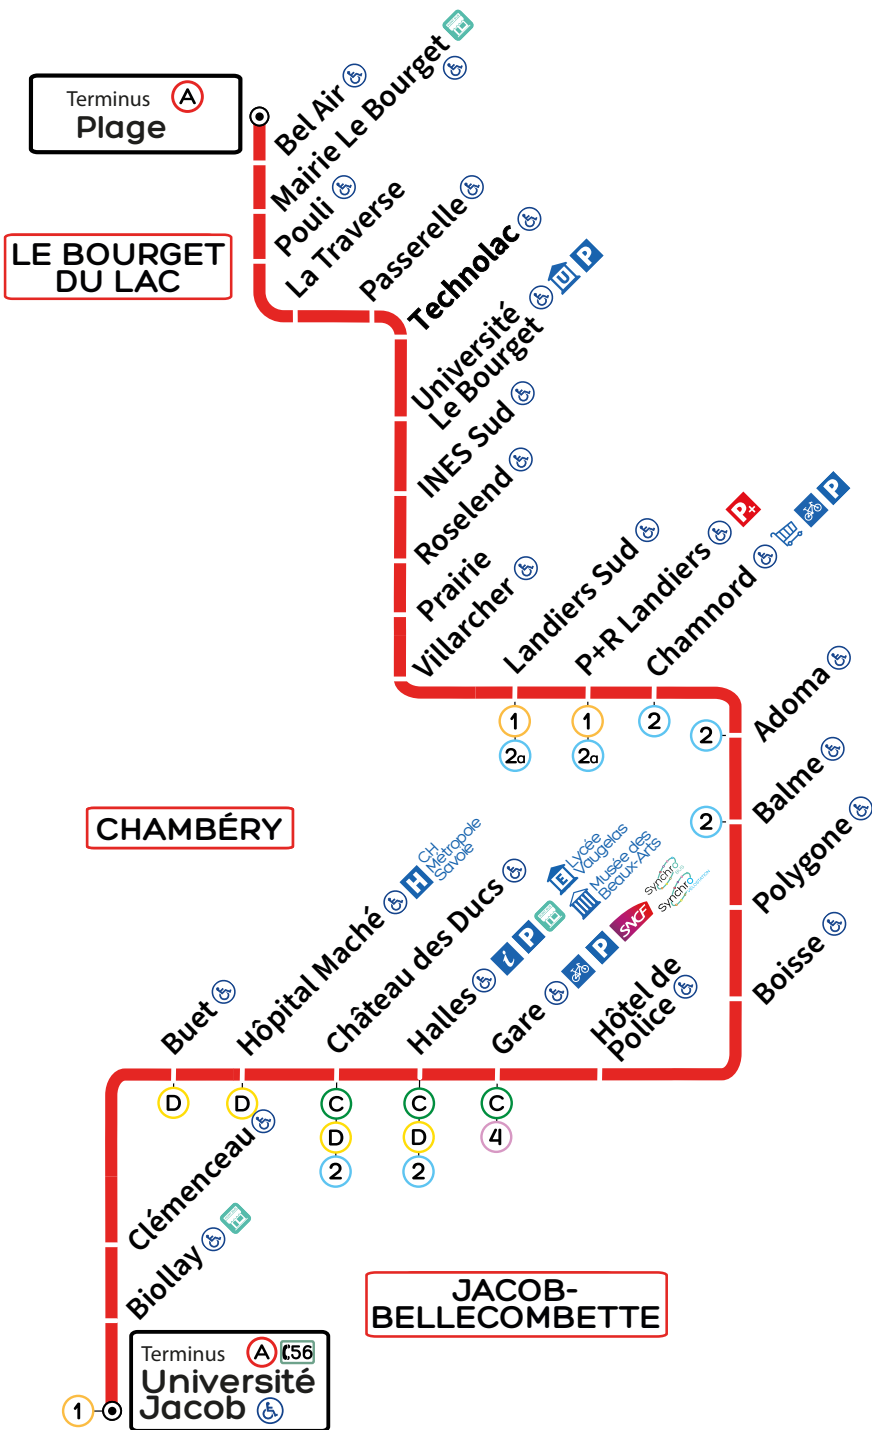 Terminus A
Plage
Bel Air
Mairie Le Bourget
Pouli
La Traverse
Passerelle
LE BOURGET
DU LAC
Technolac
U P
Université
Le Bourget
INES Sud
Roselend
Prairie
Villarcher
Landiers Sud
P+R Landiers P+
Chamnord P
1
2a
1
2a
2
2 Adoma
2 Balme
Polygone
Boisse
CHAMBÉRY
Buet
Hôpital Maché H
CH
Métropole
Savoie
Château des Ducs
Halles i P
E Lycée
Vaugelas
Musée des
Beaux-Arts
Gare P SNCF
Synchro
Synchro
Hôtel de
Police
D
D
C
D
2
C
D
2
C
4
Clémenceau
Biollay
JACOB-
BELLECOMBETTE
Terminus A 56
Université
Jacob
1